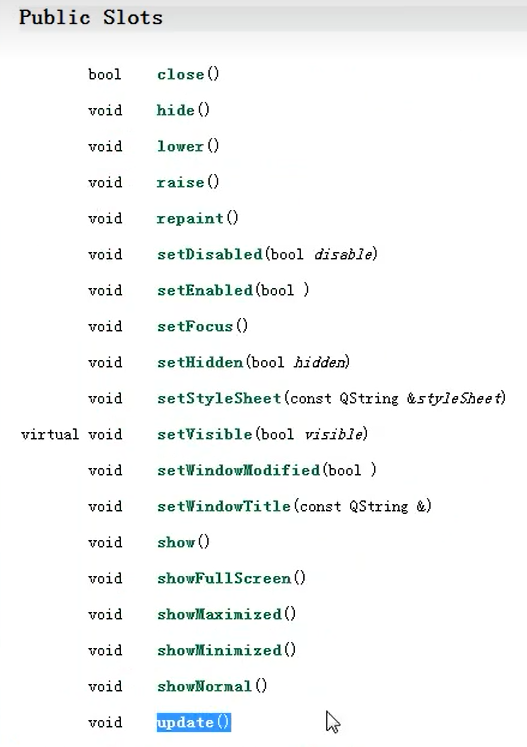 Public Slots
bool close()
void hide()
void lower()
void raise()
void repaint()
void setDisabled(bool disable)
void setEnabled(bool )
void setFocus()
void setHidden(bool hidden)
void setStyleSheet(const QString &styleSheet)
virtual void setVisible(bool visible)
void setWindowModified(bool )
void setWindowTitle(const QString &)
void show()
void showFullScreen()
void showMaximized()
void showMinimized()
void showNormal()
void update()